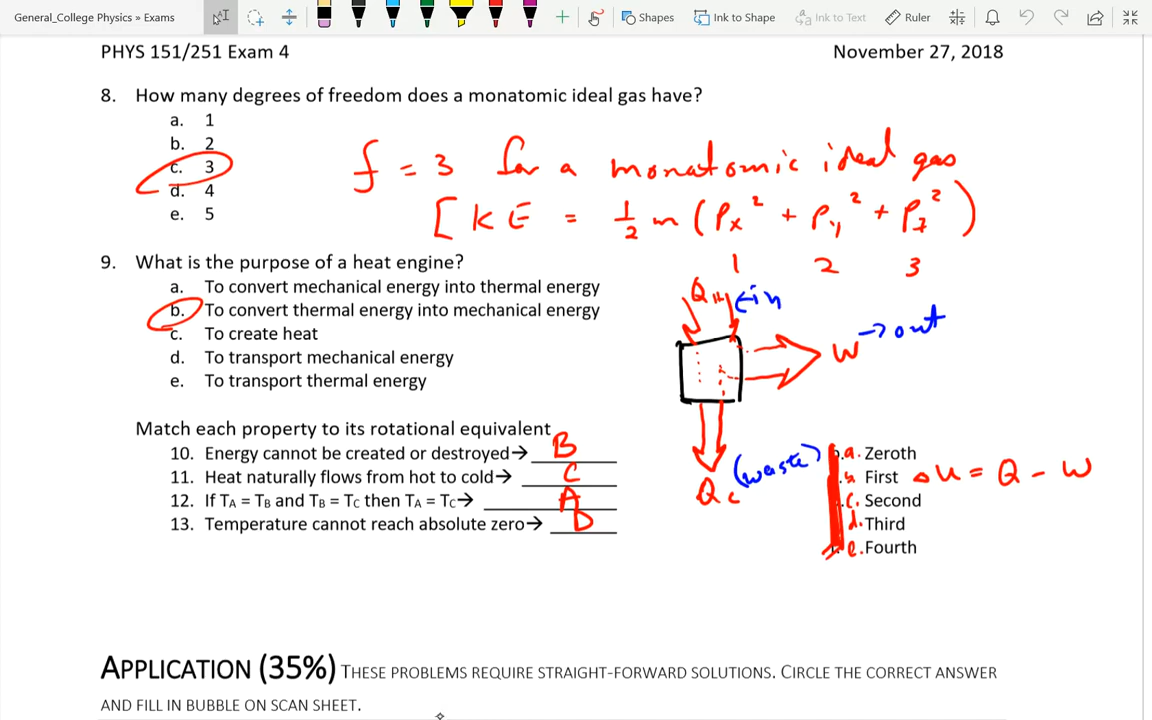 General_College Physics » Exams
Shapes
Ink to Shape
Ink to Text
Ruler
PHYS 151/251 Exam 4 November 27, 2018
8. How many degrees of freedom does a monatomic ideal gas have?
a. 1
b. 2
c. 3
d. 4
e. 5
f = 3 for a monatomic ideal gas
[ KE = 1/2 m (Px² + Py² + Pz²)
1 2 3
9. What is the purpose of a heat engine?
a. To convert mechanical energy into thermal energy
b. To convert thermal energy into mechanical energy
c. To create heat
d. To transport mechanical energy
e. To transport thermal energy
QH ← in
W → out
Qc (waste)
Match each property to its rotational equivalent
10. Energy cannot be created or destroyed→ B
11. Heat naturally flows from hot to cold→ C
12. If TA = TB and TB = TC then TA = TC→ A
13. Temperature cannot reach absolute zero→ D
a. Zeroth
b. First ΔU = Q - W
c. Second
d. Third
e. Fourth
APPLICATION (35%) THESE PROBLEMS REQUIRE STRAIGHT-FORWARD SOLUTIONS. CIRCLE THE CORRECT ANSWER
AND FILL IN BUBBLE ON SCAN SHEET.